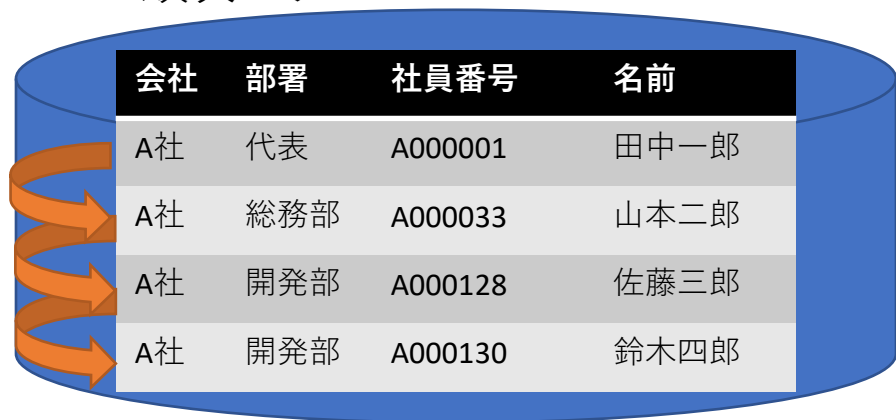 会社 部署 社員番号 名前
A社 代表 A000001 田中一郎
A社 総務部 A000033 山本二郎
A社 開発部 A000128 佐藤三郎
A社 開発部 A000130 鈴木四郎